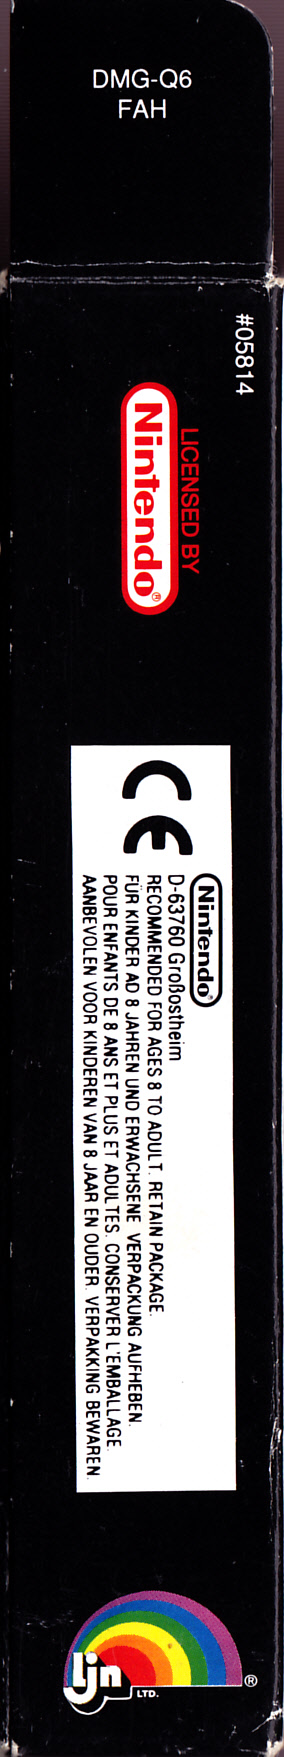 DMG-Q6
FAH
#05814
LICENSED BY
Nintendo®
CE
Nintendo®
D-63760 Großostheim
RECOMMENDED FOR AGES 8 TO ADULT. RETAIN PACKAGE.
FÜR KINDER AD 8 JAHREN UND ERWACHSENE VERPACKUNG AUFHEBEN.
POUR ENFANTS DE 8 ANS ET PLUS ET ADULTES. CONSERVER L'EMBALLAGE.
AANBEVOLEN VOOR KINDEREN VAN 8 JAAR EN OUDER. VERPAKKING BEWAREN.
ljn
LTD.
®